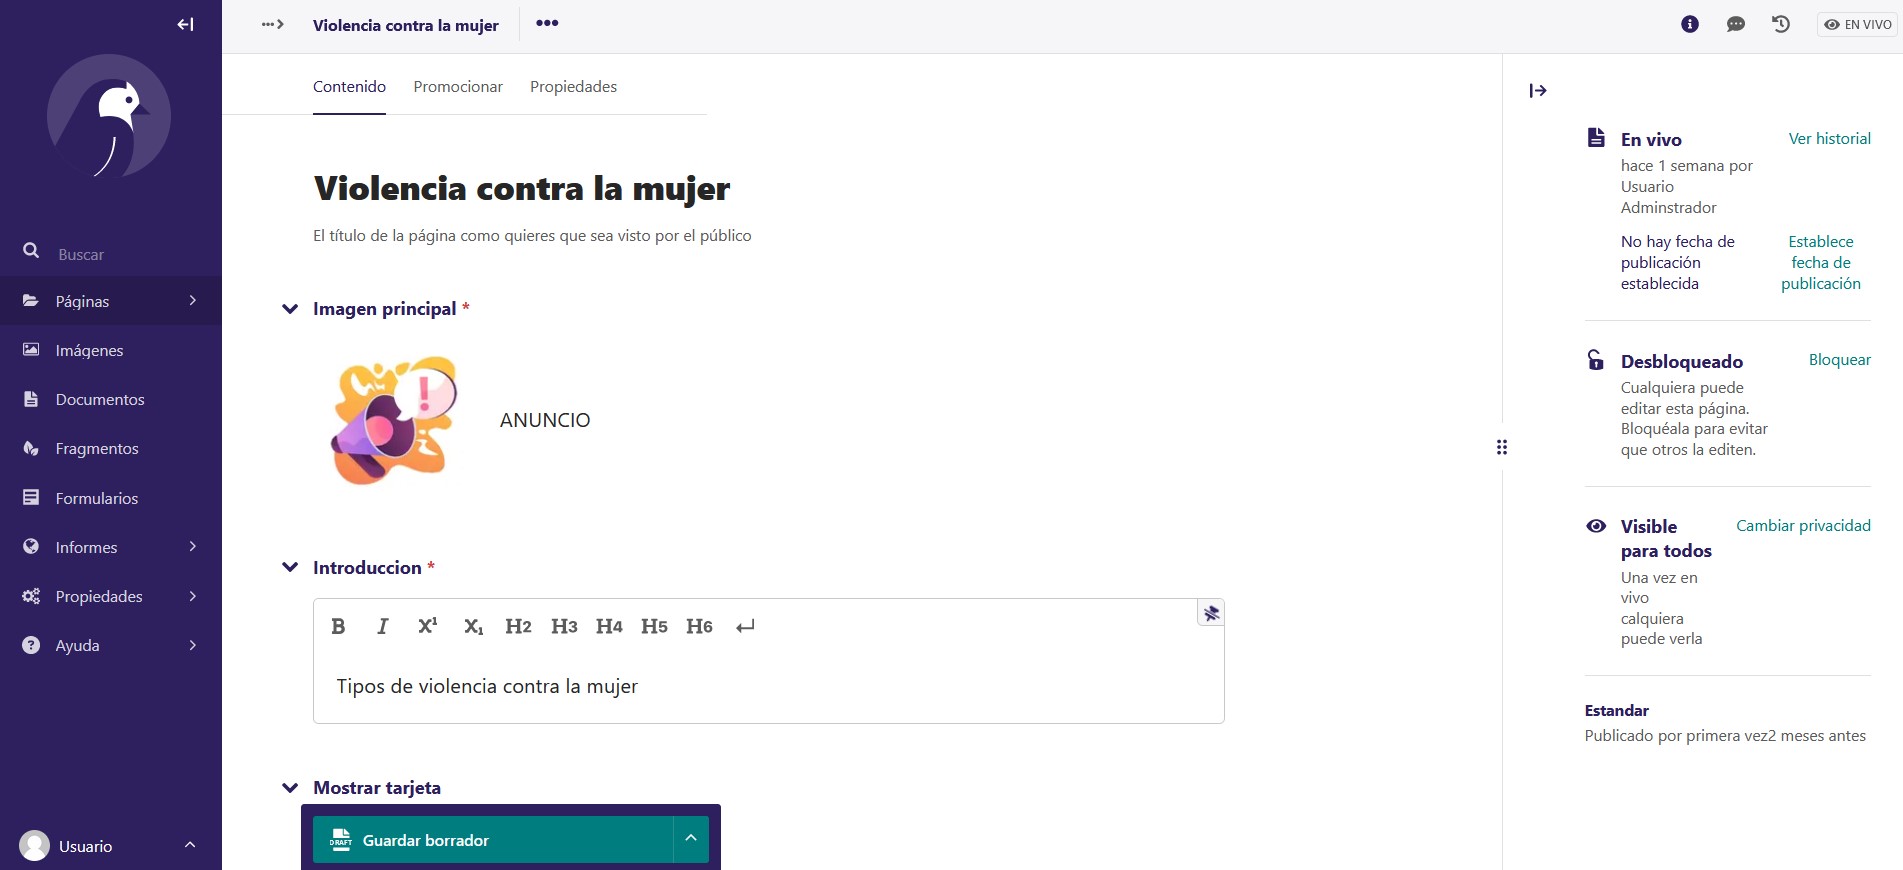 Violencia contra la mujer
EN VIVO
Buscar
Páginas
Imágenes
Documentos
Fragmentos
Formularios
Informes
Propiedades
Ayuda
Usuario
Contenido Promocionar Propiedades
Violencia contra la mujer
El título de la página como quieres que sea visto por el público
Imagen principal *
ANUNCIO
Introduccion *
B I X¹ X₁ H2 H3 H4 H5 H6
Tipos de violencia contra la mujer
Mostrar tarjeta
DRAFT Guardar borrador
En vivo Ver historial
hace 1 semana por
Usuario
Adminstrador
No hay fecha de
publicación
establecida
Establece
fecha de
publicación
Desbloqueado Bloquear
Cualquiera puede
editar esta página.
Bloquéala para evitar
que otros la editen.
Visible
para todos
Cambiar privacidad
Una vez en
vivo
calquiera
puede verla
Estandar
Publicado por primera vez2 meses antes